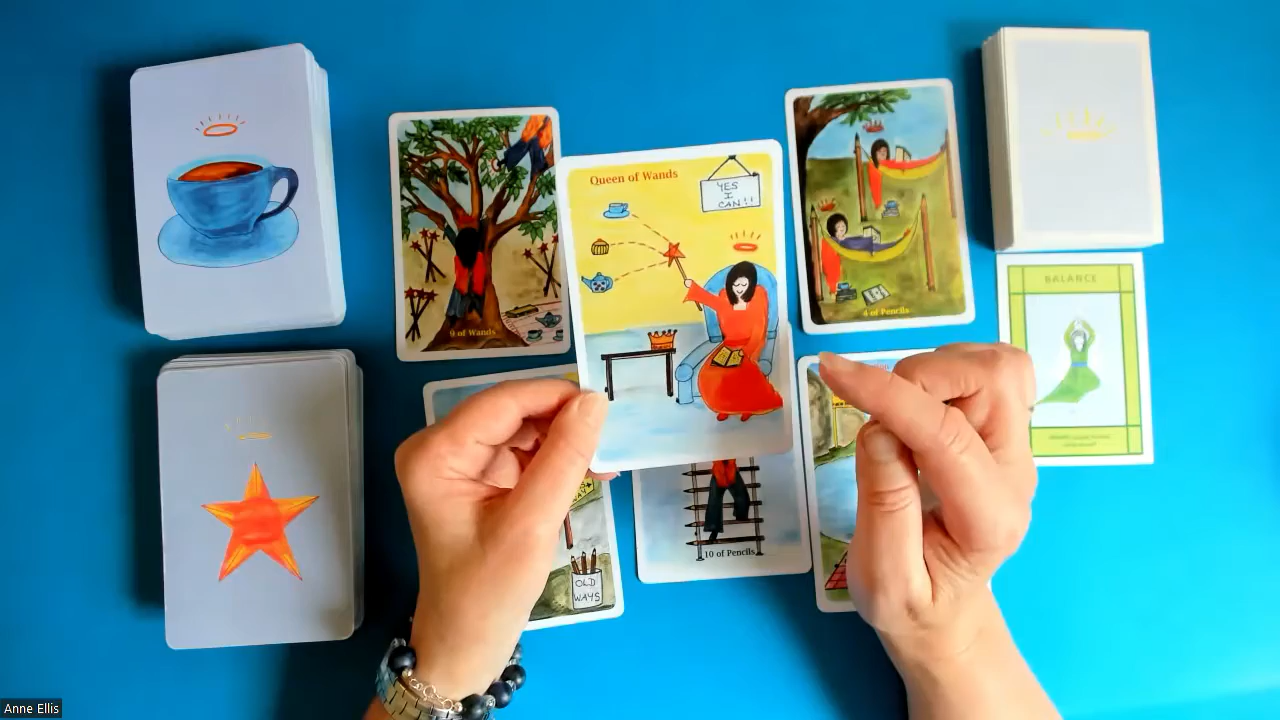 Queen of Wands
YES
I
CAN!!
9 of Wands
4 of Pencils
BALANCE
10 of Pencils
OLD
WAYS
Anne Ellis